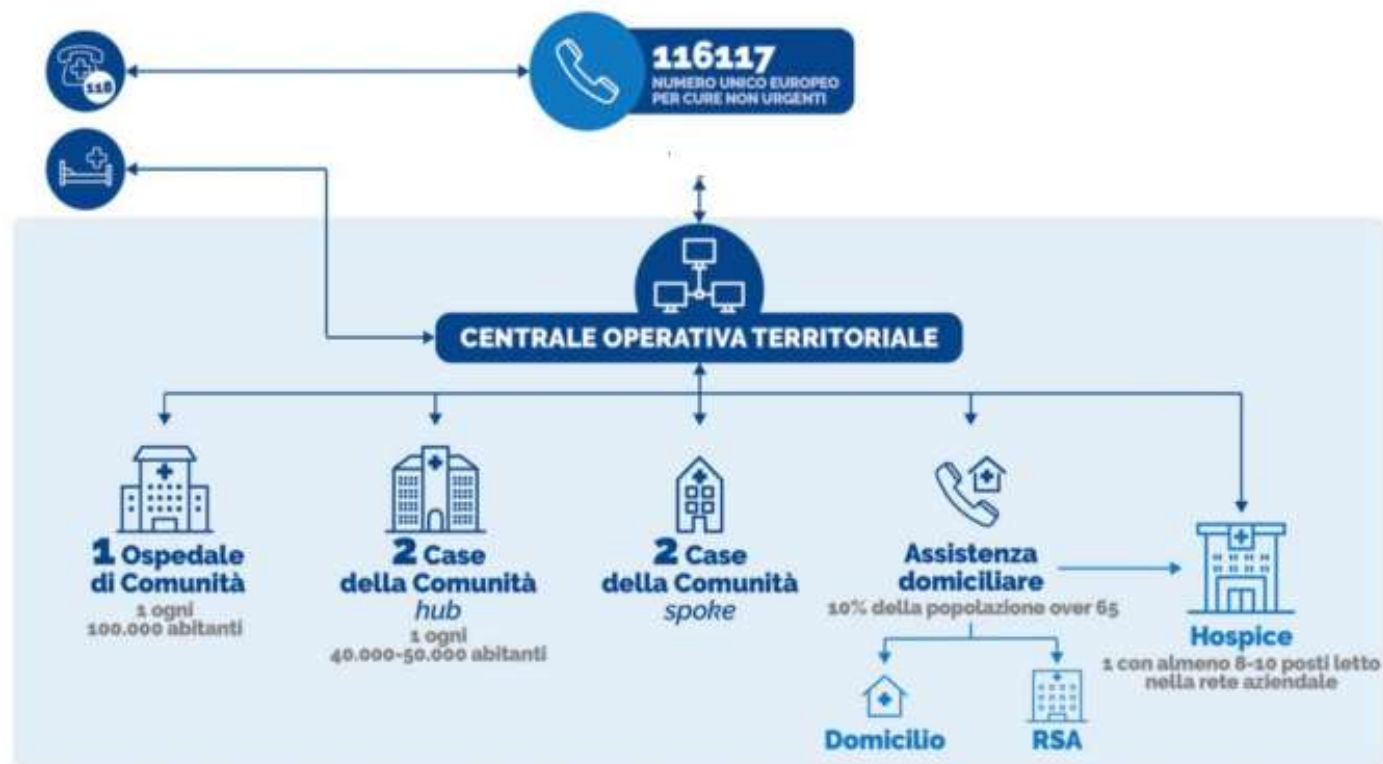 118
116117
NUMERO UNICO EUROPEO
PER CURE NON URGENTI
CENTRALE OPERATIVA TERRITORIALE
1 Ospedale
di Comunità
1 ogni
100.000 abitanti
2 Case
della Comunità
hub
1 ogni
40.000-50.000 abitanti
2 Case
della Comunità
spoke
Assistenza
domiciliare
10% della popolazione over 65
Domicilio
RSA
Hospice
1 con almeno 8-10 posti letto
nella rete aziendale